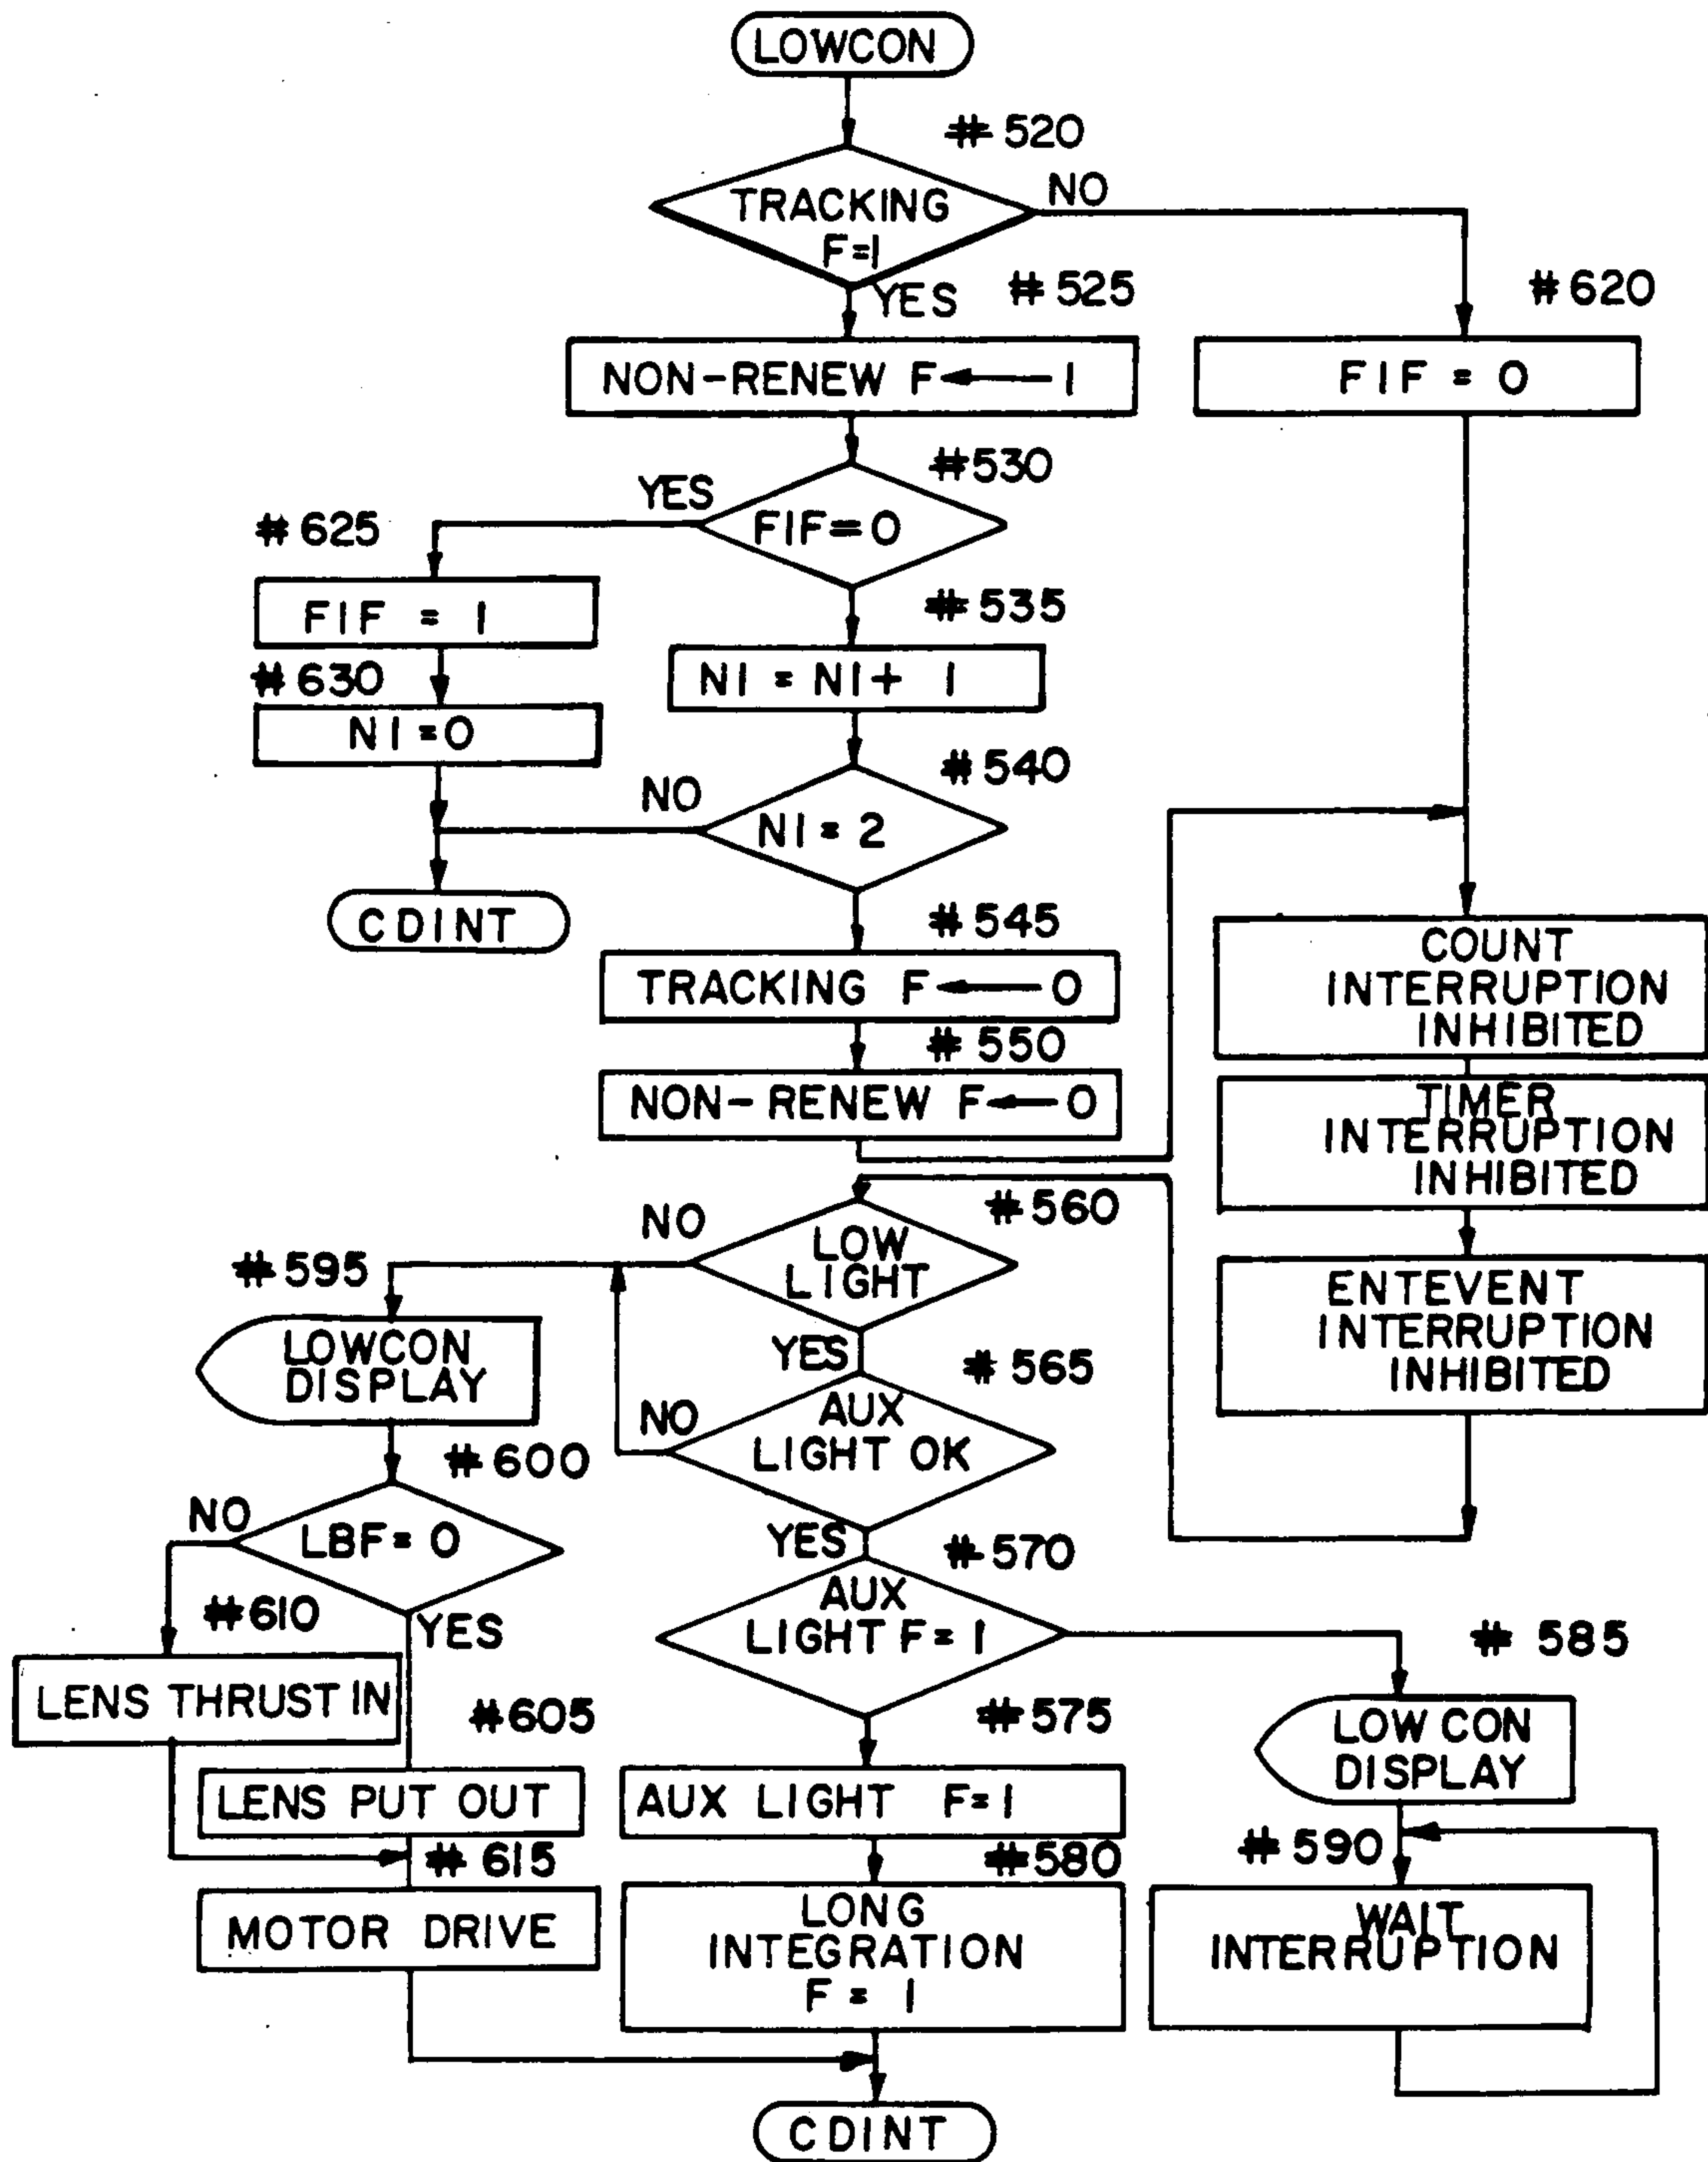 LOWCON
# 520
TRACKING
F=1
NO
YES
# 525
# 620
NON-RENEW F ← 1
FIF = 0
#530
YES
FIF=0
# 625
# 535
FIF = 1
NI = NI + 1
# 630
NI=0
# 540
NO
NI = 2
CDINT
# 545
TRACKING F ← 0
COUNT
INTERRUPTION
INHIBITED
# 550
NON-RENEW F ← 0
TIMER
INTERRUPTION
INHIBITED
# 560
NO
LOW
LIGHT
# 595
ENTEVENT
INTERRUPTION
INHIBITED
LOWCON
DISPLAY
YES
# 565
NO
AUX
LIGHT OK
# 600
NO
LBF = 0
YES
# 570
AUX
LIGHT F = 1
# 610
YES
# 585
LENS THRUST IN
# 605
# 575
LOW CON
DISPLAY
LENS PUT OUT
AUX LIGHT F=1
# 615
# 580
# 590
MOTOR DRIVE
LONG
INTEGRATION
F = 1
WAIT
INTERRUPTION
CDINT